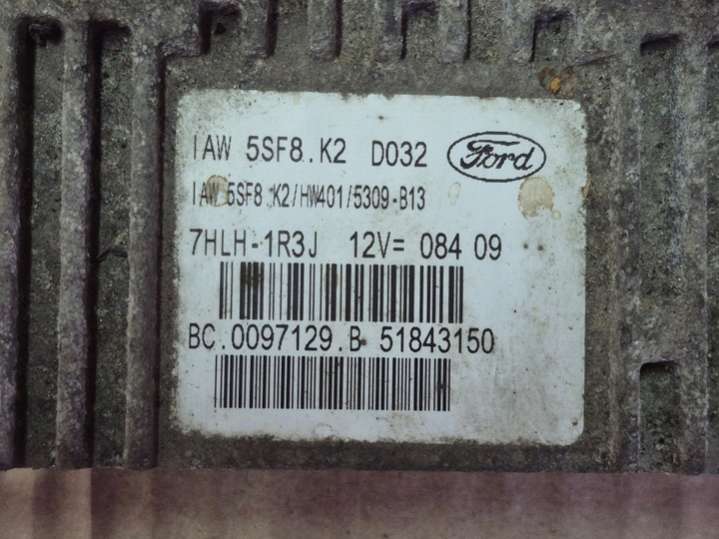 IAW 5SF8.K2 D032 Ford
IAW 5SF8 K2/HW401/5309-B13
7HLH-1R3J 12V= 084 09
BC.0097129.B 51843150